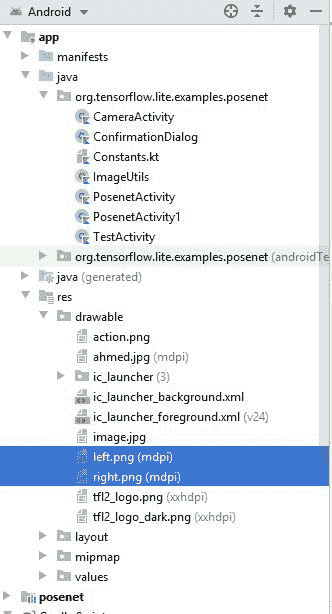 Android
app
manifests
java
org.tensorflow.lite.examples.posenet
CameraActivity
ConfirmationDialog
Constants.kt
ImageUtils
PosenetActivity
PosenetActivity1
TestActivity
org.tensorflow.lite.examples.posenet (androidTe
java (generated)
res
drawable
action.png
ahmed.jpg (mdpi)
ic_launcher (3)
ic_launcher_background.xml
ic_launcher_foreground.xml (v24)
image.jpg
left.png (mdpi)
right.png (mdpi)
tfl2_logo.png (xxhdpi)
tfl2_logo_dark.png (xxhdpi)
layout
mipmap
values
posenet